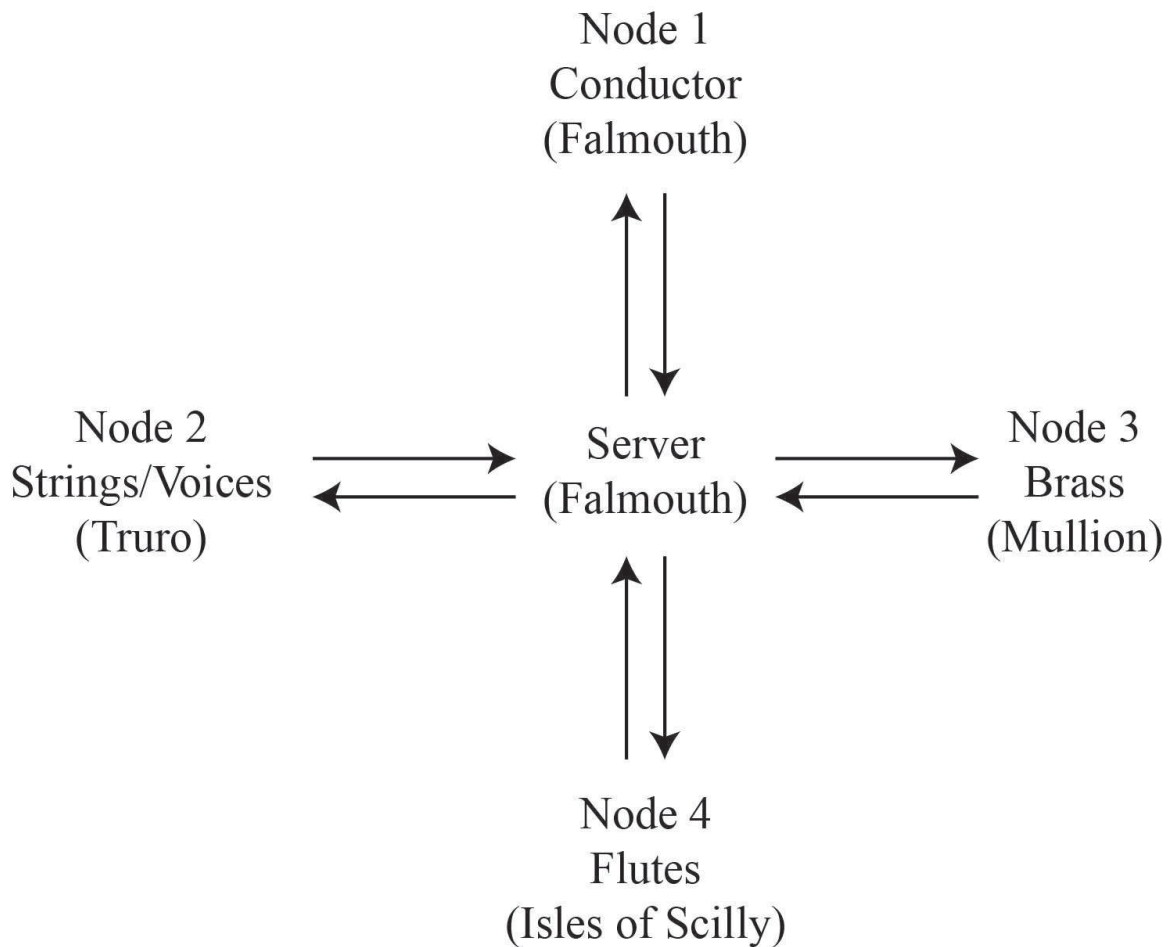 Node 1
Conductor
(Falmouth)
Node 2
Strings/Voices
(Truro)
Server
(Falmouth)
Node 3
Brass
(Mullion)
Node 4
Flutes
(Isles of Scilly)